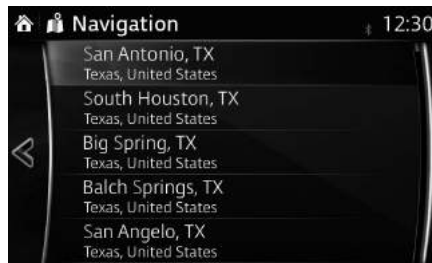 Navigation
12:30
San Antonio, TX
Texas, United States
South Houston, TX
Texas, United States
Big Spring, TX
Texas, United States
Balch Springs, TX
Texas, United States
San Angelo, TX
Texas, United States